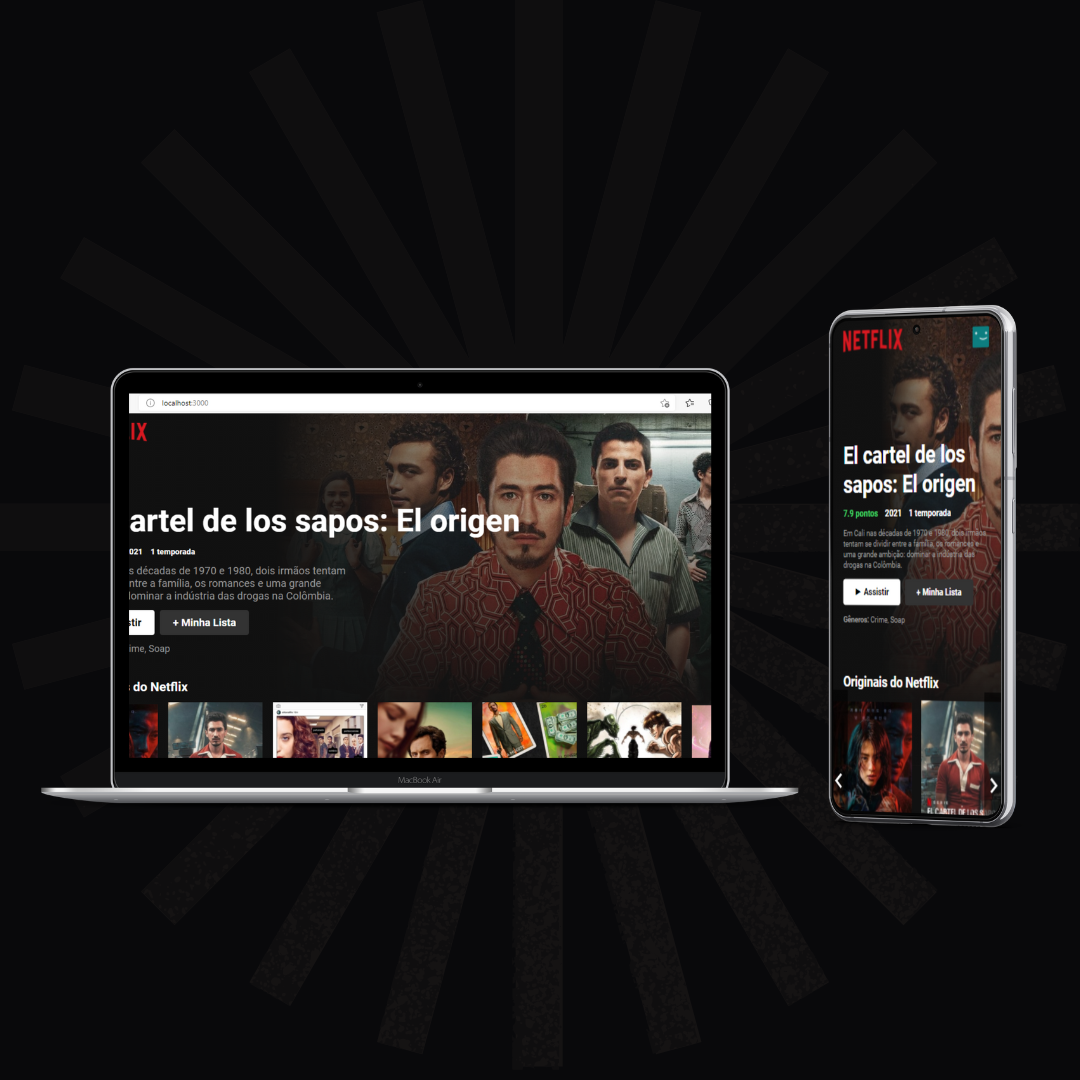 localhost:3000
IX
artel de los sapos: El origen
021 1 temporada
s décadas de 1970 e 1980, dois irmãos tentam
ntre a família, os romances e uma grande
lominar a indústria das drogas na Colômbia.
stir + Minha Lista
ime, Soap
s do Netflix
MacBook Air
NETFLIX
El cartel de los
sapos: El origen
7.9 pontos 2021 1 temporada
Em Cali nas décadas de 1970 e 1980, dois irmãos
tentam se dividir entre a família, os romances e
uma grande ambição: dominar a indústria das
drogas na Colômbia.
Assistir + Minha Lista
Gêneros: Crime, Soap
Originais do Netflix
EL CARTEL DE LOS